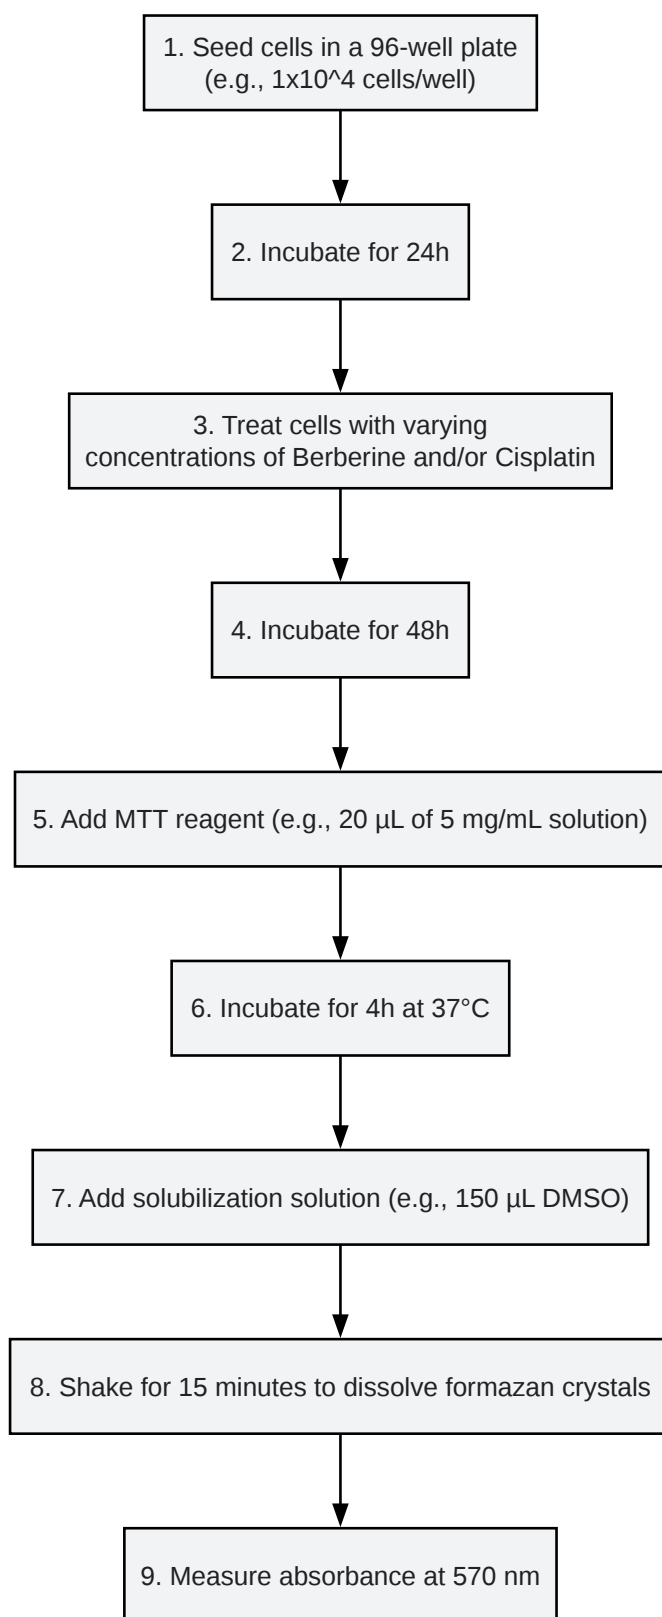 1. Seed cells in a 96-well plate
(e.g., 1x10^4 cells/well)
2. Incubate for 24h
3. Treat cells with varying
concentrations of Berberine and/or Cisplatin
4. Incubate for 48h
5. Add MTT reagent (e.g., 20 µL of 5 mg/mL solution)
6. Incubate for 4h at 37°C
7. Add solubilization solution (e.g., 150 µL DMSO)
8. Shake for 15 minutes to dissolve formazan crystals
9. Measure absorbance at 570 nm